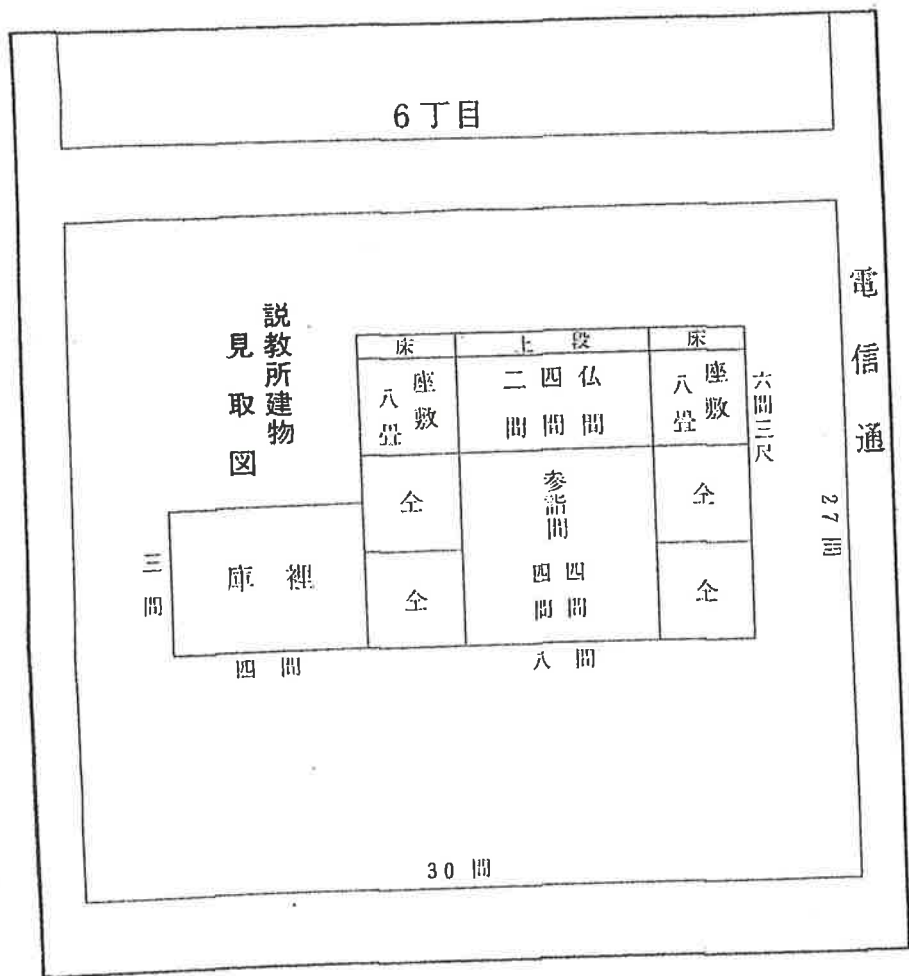 6丁目
電信通
説教所建物
見取図
床
上段
床
座敷
八畳
仏間
四間
二間
座敷
八畳
六間三尺
27間
仝
参詣間
四間
四間
仝
三間
庫裡
仝
仝
四間
八間
30間